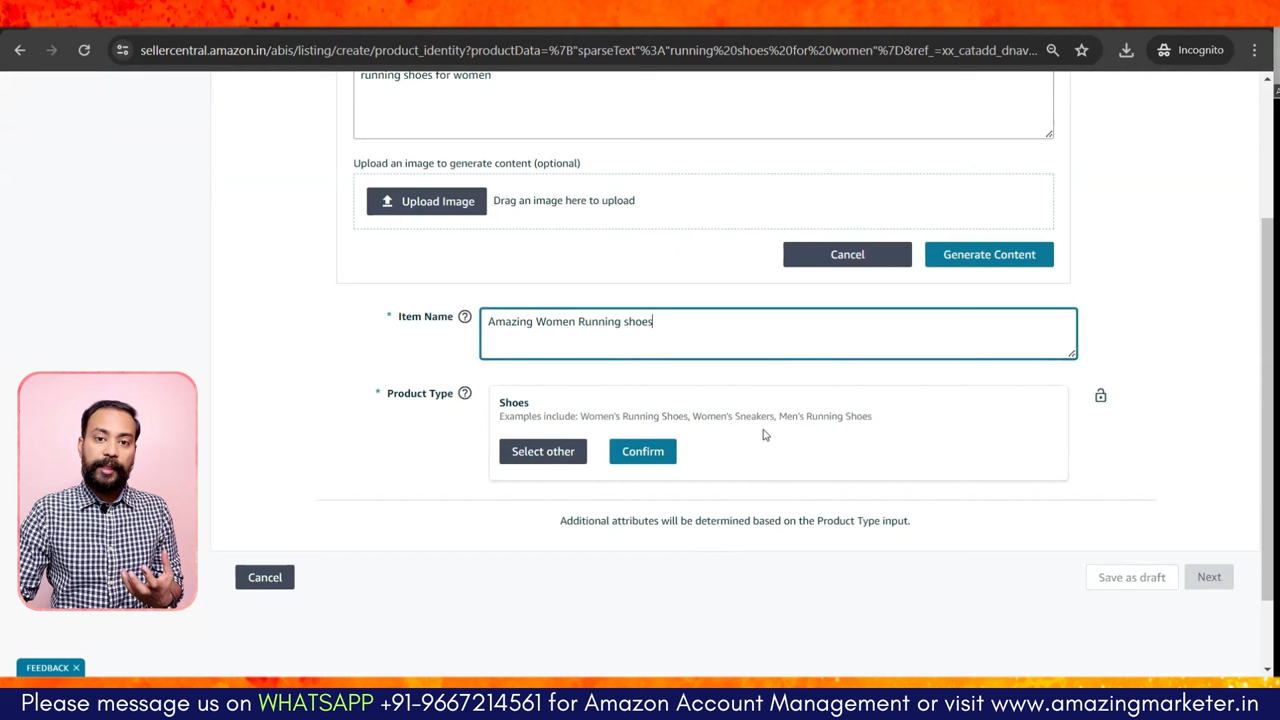 sellercentral.amazon.in/abis/listing/create/product_identity?productData=%7B"sparseText"%3A"running%20shoes%20for%20women"%7D&ref_=xx_catadd_dnav...
Incognito
running shoes for women
Upload an image to generate content (optional)
Upload Image
Drag an image here to upload
Cancel
Generate Content
* Item Name ?
Amazing Women Running shoes
* Product Type ?
Shoes
Examples include: Women's Running Shoes, Women's Sneakers, Men's Running Shoes
Select other
Confirm
Additional attributes will be determined based on the Product Type input.
Cancel
Save as draft
Next
FEEDBACK ×
Please message us on WHATSAPP +91-9667214561 for Amazon Account Management or visit www.amazingmarketer.in